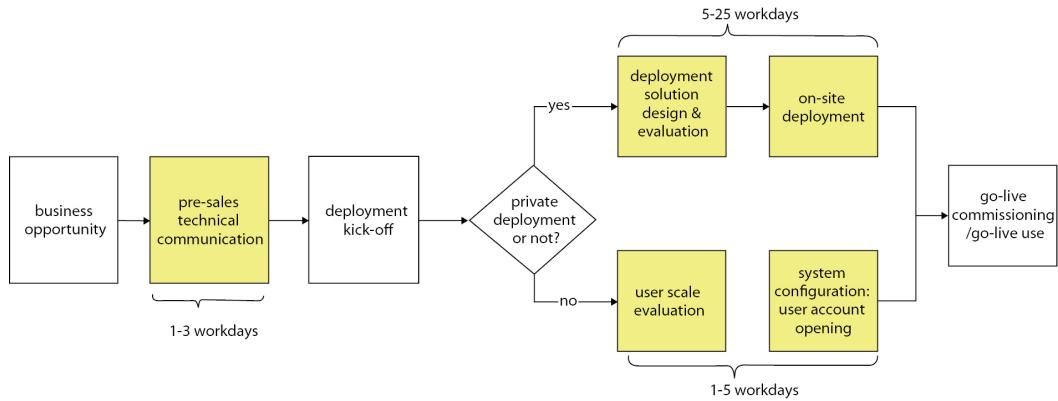 business
opportunity
pre-sales
technical
communication
1-3 workdays
deployment
kick-off
private
deployment
or not?
yes
no
5-25 workdays
deployment
solution
design &
evaluation
on-site
deployment
user scale
evaluation
system
configuration:
user account
opening
1-5 workdays
go-live
commissioning
/go-live use